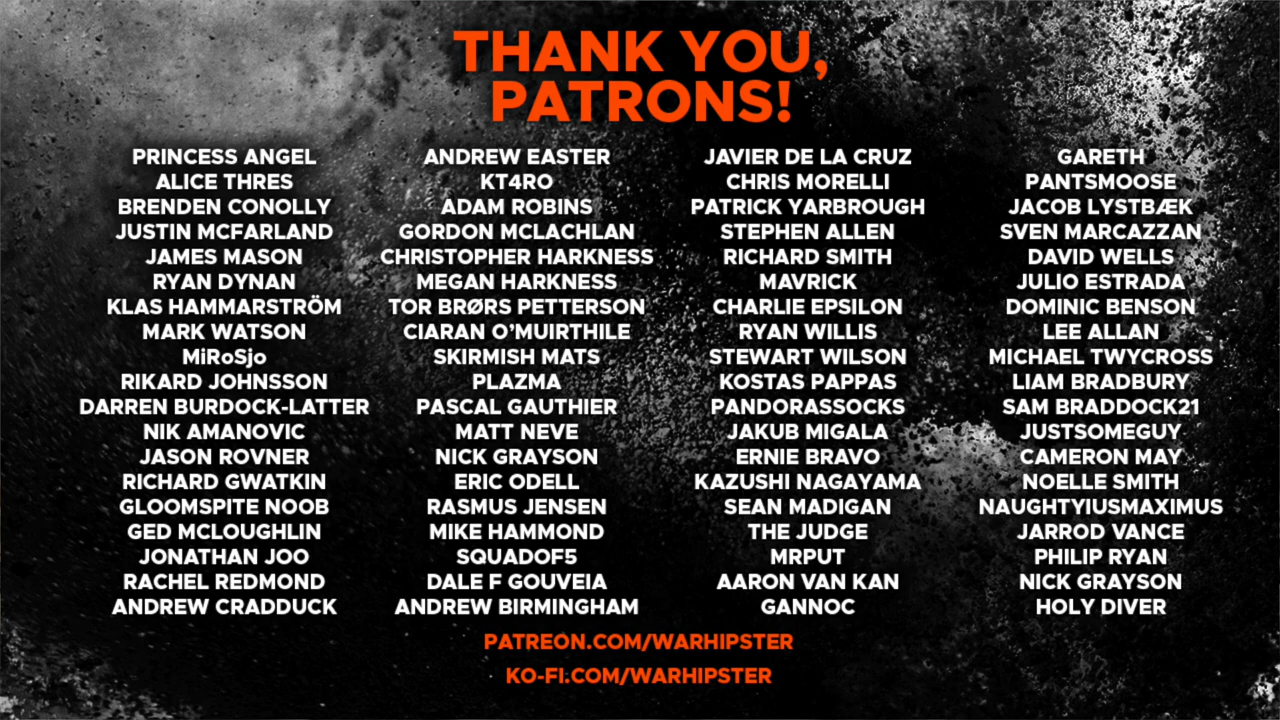 THANK YOU,
PATRONS!
PRINCESS ANGEL
ALICE THRES
BRENDEN CONOLLY
JUSTIN MCFARLAND
JAMES MASON
RYAN DYNAN
KLAS HAMMARSTRÖM
MARK WATSON
MiRoSjo
RIKARD JOHNSSON
DARREN BURDOCK-LATTER
NIK AMANOVIC
JASON ROVNER
RICHARD GWATKIN
GLOOMSPITE NOOB
GED MCLOUGHLIN
JONATHAN JOO
RACHEL REDMOND
ANDREW CRADDUCK
ANDREW EASTER
KT4RO
ADAM ROBINS
GORDON MCLACHLAN
CHRISTOPHER HARKNESS
MEGAN HARKNESS
TOR BRØRS PETTERSON
CIARAN O’MUIRTHILE
SKIRMISH MATS
PLAZMA
PASCAL GAUTHIER
MATT NEVE
NICK GRAYSON
ERIC ODELL
RASMUS JENSEN
MIKE HAMMOND
SQUADOF5
DALE F GOUVEIA
ANDREW BIRMINGHAM
JAVIER DE LA CRUZ
CHRIS MORELLI
PATRICK YARBROUGH
STEPHEN ALLEN
RICHARD SMITH
MAVRICK
CHARLIE EPSILON
RYAN WILLIS
STEWART WILSON
KOSTAS PAPPAS
PANDORASSOCKS
JAKUB MIGALA
ERNIE BRAVO
KAZUSHI NAGAYAMA
SEAN MADIGAN
THE JUDGE
MRPUT
AARON VAN KAN
GANNOC
GARETH
PANTSMOOSE
JACOB LYSTBÆK
SVEN MARCAZZAN
DAVID WELLS
JULIO ESTRADA
DOMINIC BENSON
LEE ALLAN
MICHAEL TWYCROSS
LIAM BRADBURY
SAM BRADDOCK21
JUSTSOMEGUY
CAMERON MAY
NOELLE SMITH
NAUGHTYIUSMAXIMUS
JARROD VANCE
PHILIP RYAN
NICK GRAYSON
HOLY DIVER
PATREON.COM/WARHIPSTER
KO-FI.COM/WARHIPSTER